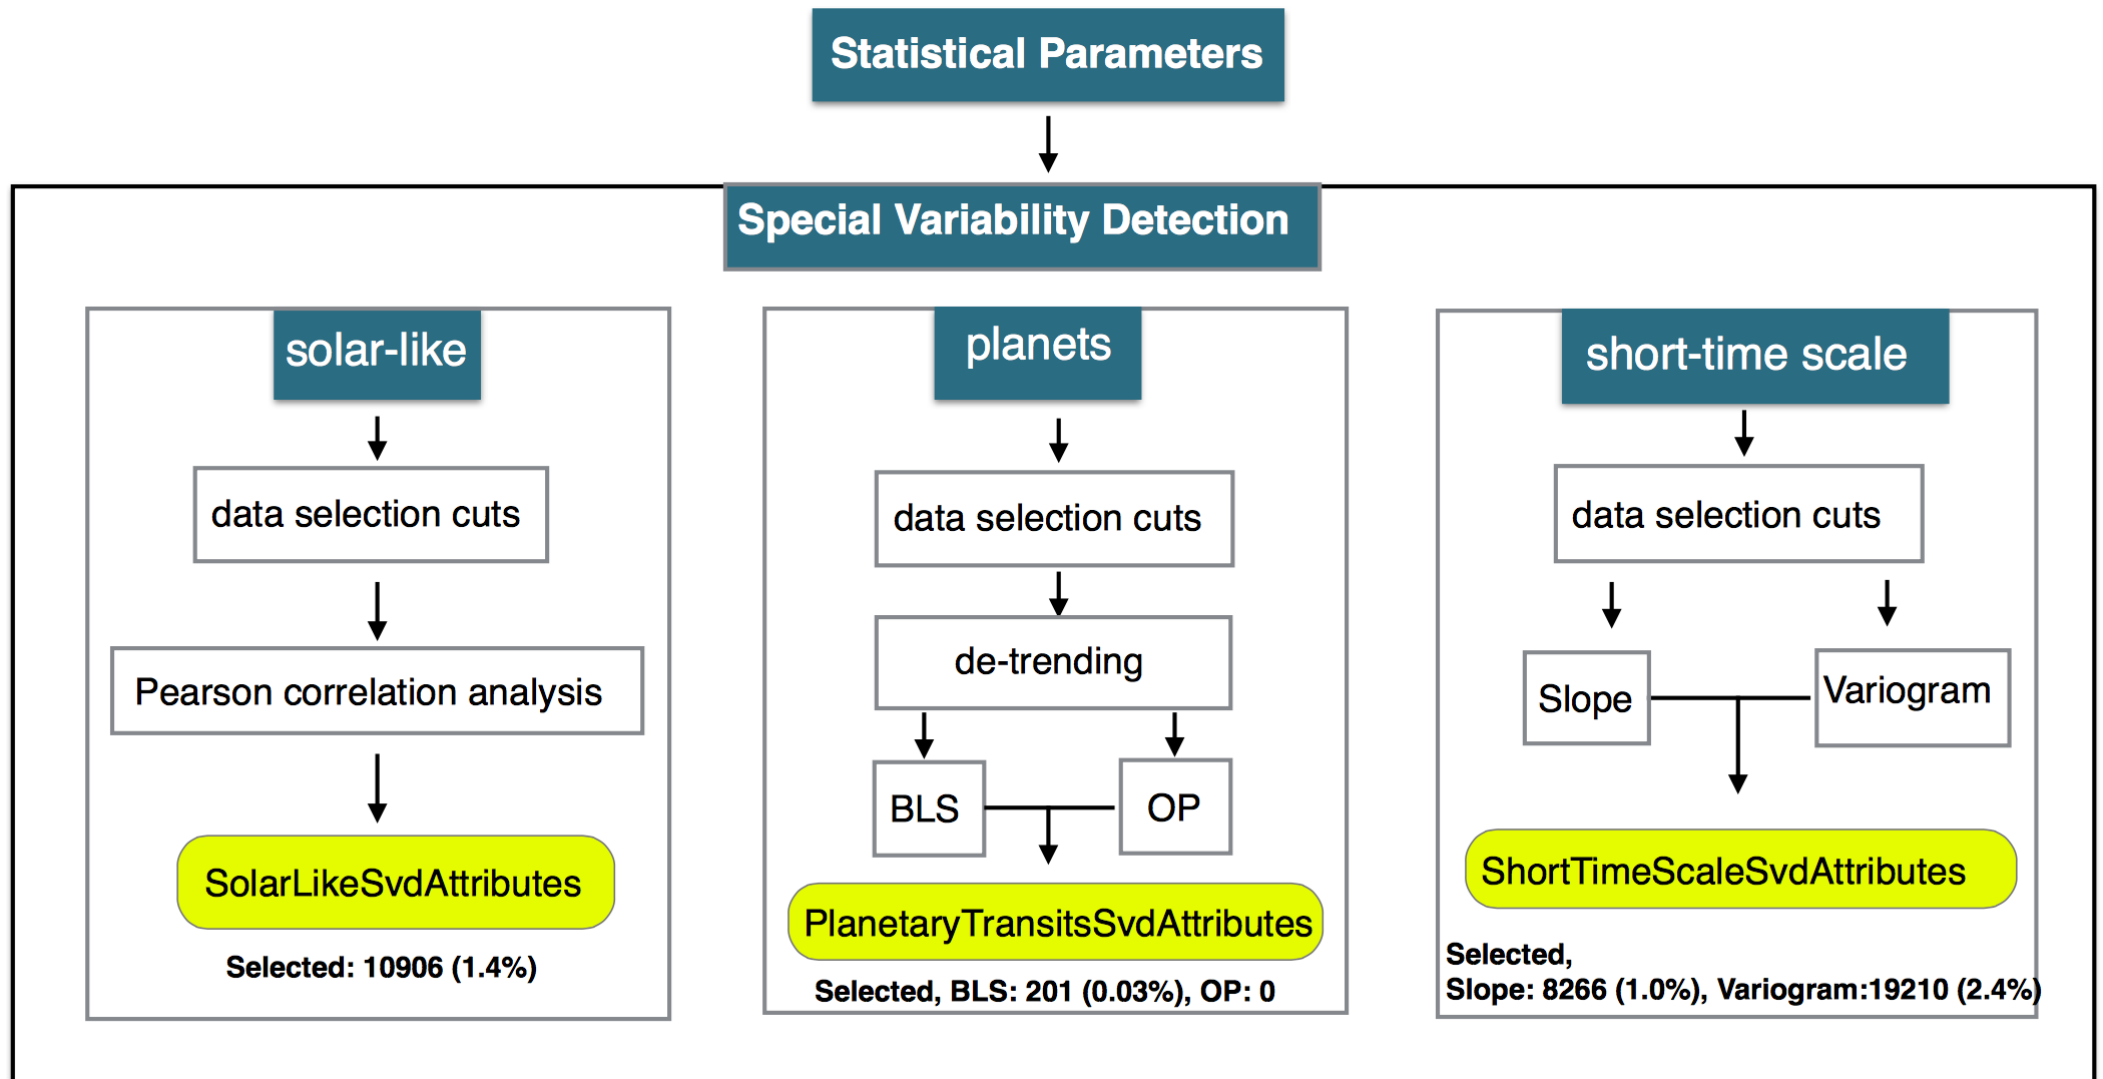 Statistical Parameters
Special Variability Detection
solar-like
data selection cuts
Pearson correlation analysis
SolarLikeSvdAttributes
Selected: 10906 (1.4%)
planets
data selection cuts
de-trending
BLS
OP
PlanetaryTransitsSvdAttributes
Selected, BLS: 201 (0.03%), OP: 0
short-time scale
data selection cuts
Slope
Variogram
ShortTimeScaleSvdAttributes
Selected,
Slope: 8266 (1.0%), Variogram:19210 (2.4%)